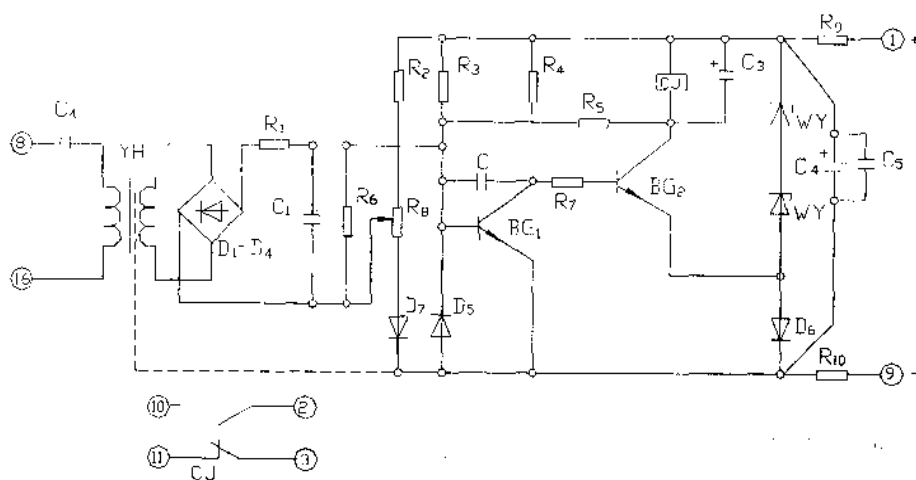 R9
1 +
R2
R3
R4
CJ
+ C3
R5
C4
8
YH
R1
WY
+
C4
C5
C
R7
BG2
WY
C1
R6
R8
BG1
D1-D4
16
D7
D5
D6
R10
9 -
10
2
11
3
CJ